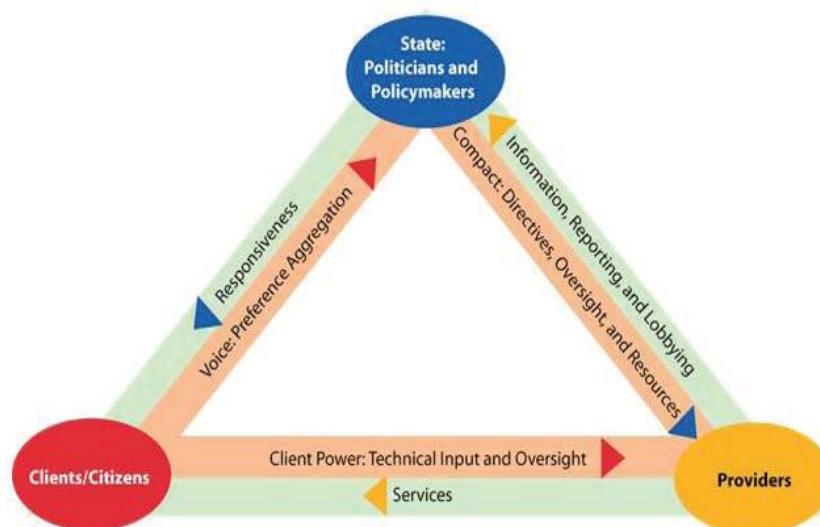 State:
Politicians and
Policymakers
Responsiveness
Voice: Preference Aggregation
Compact: Directives, Oversight, and Resources
Information, Reporting, and Lobbying
Clients/Citizens
Client Power: Technical Input and Oversight
Services
Providers